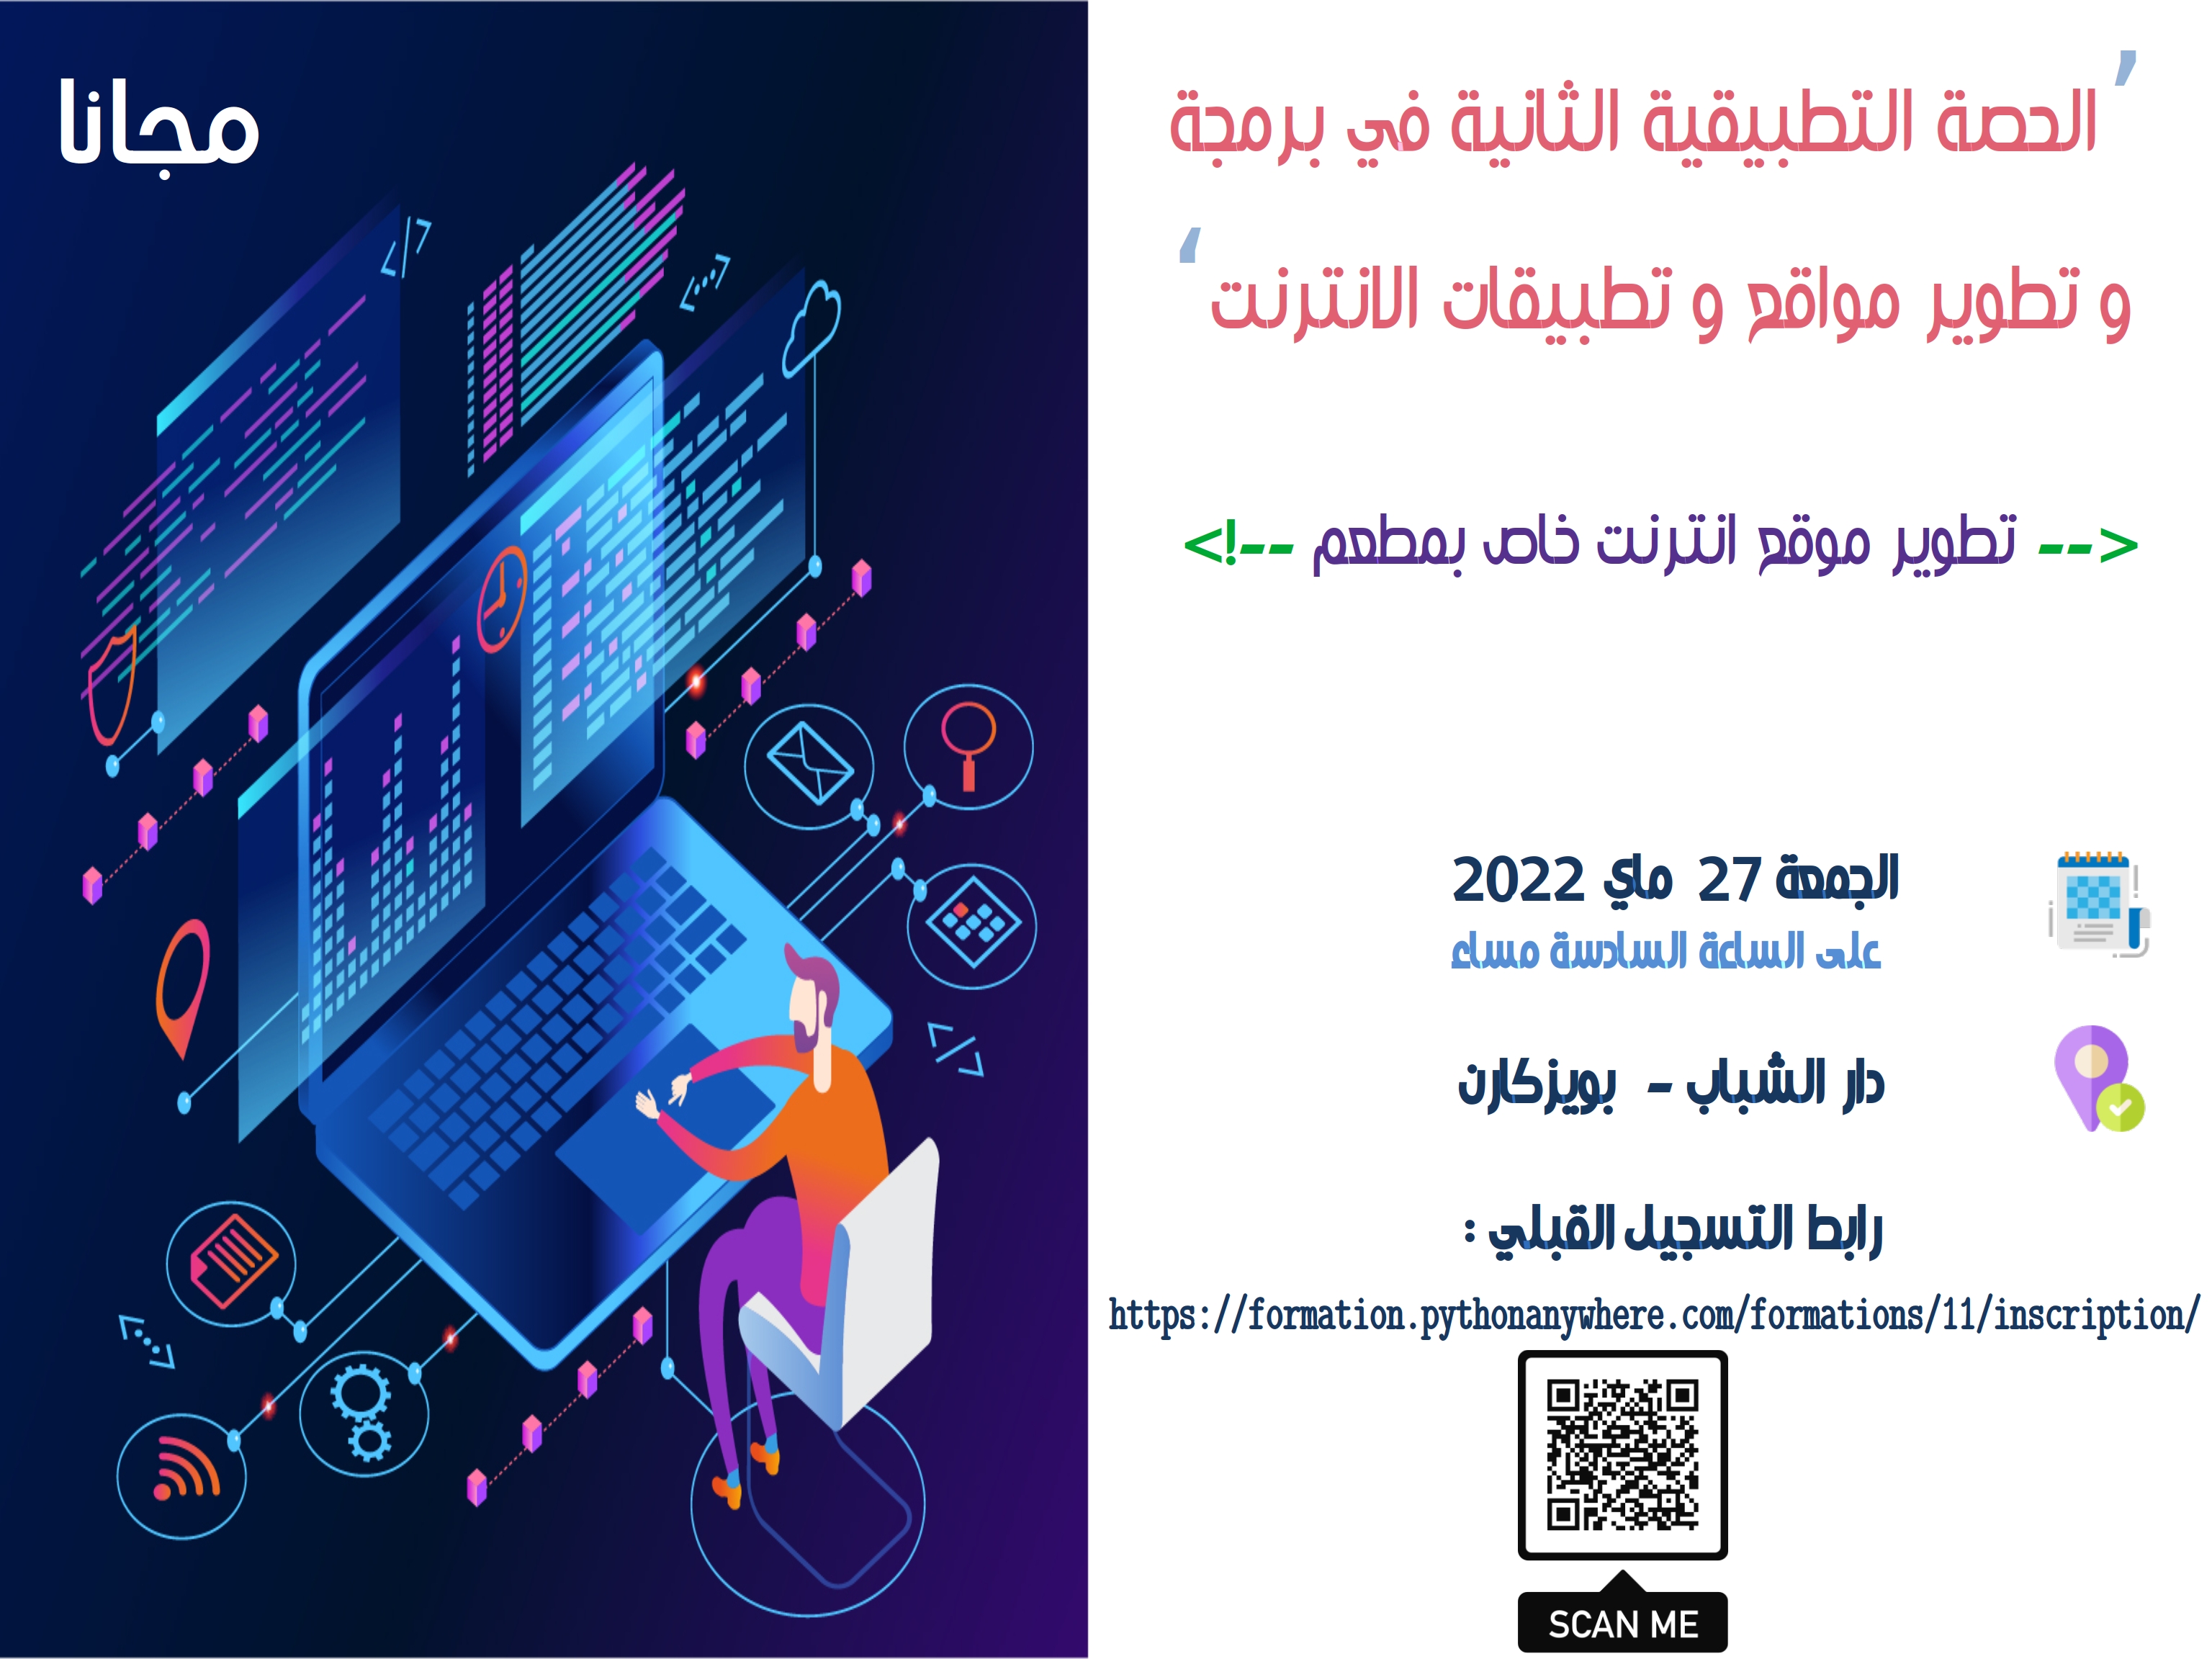 مجانا
’الحصة التطبيقية الثانية في برمجة
و تطوير مواقع و تطبيقات الانترنت‘
<!-- تطوير موقع انترنت خاص بمطعم -->
الجمعة 27 ماي 2022
على الساعة السادسة مساء
دار الشباب - بويزكارن
رابط التسجيل القبلي :
https://formation.pythonanywhere.com/formations/11/inscription/
SCAN ME